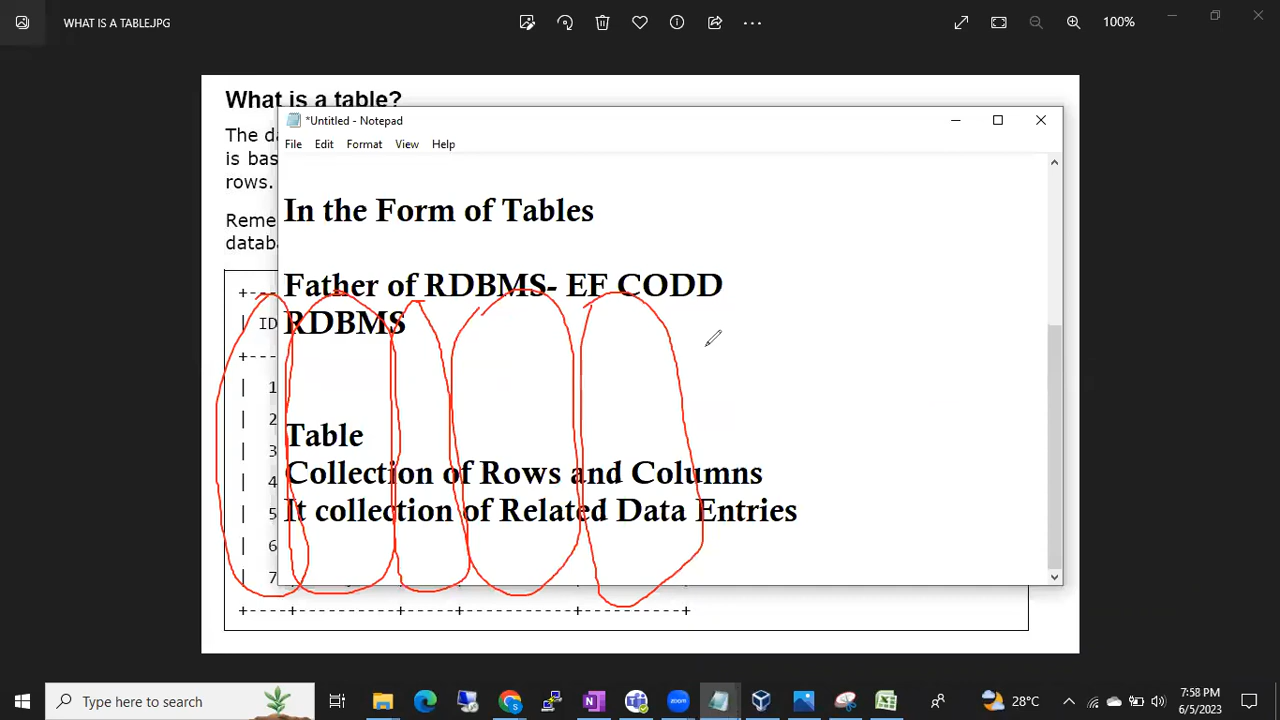 WHAT IS A TABLE.JPG
100%
What is a table?
The da
is bas
rows.
Reme
databa
*Untitled - Notepad
File Edit Format View Help
In the Form of Tables
Father of RDBMS- EF CODD
RDBMS
Table
Collection of Rows and Columns
It collection of Related Data Entries
+---
| ID
+---
| 1
| 2
| 3
| 4
| 5
| 6
| 7
+----+----------+----+----------+----------+
Type here to search
zoom
28°C
7:58 PM
6/5/2023